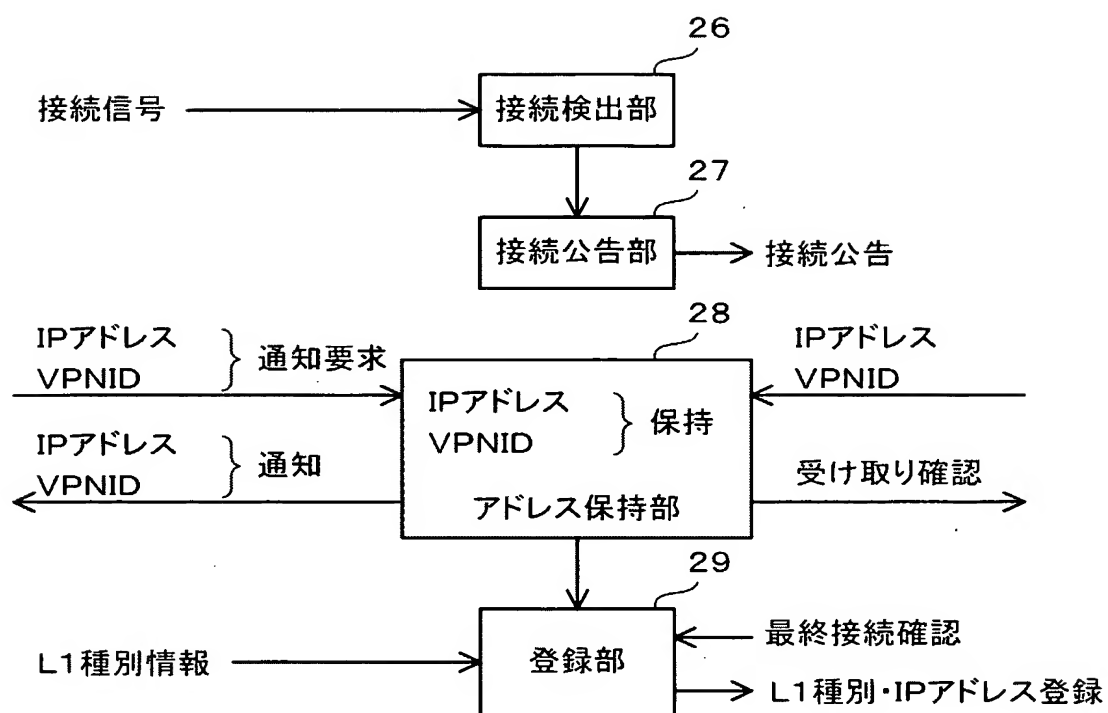 26
接続信号
接続検出部
27
接続公告部
接続公告
28
IPアドレス
VPNID
通知要求
IPアドレス
VPNID
保持
IPアドレス
VPNID
IPアドレス
VPNID
通知
アドレス保持部
受け取り確認
29
L1種別情報
登録部
最終接続確認
L1種別・IPアドレス登録